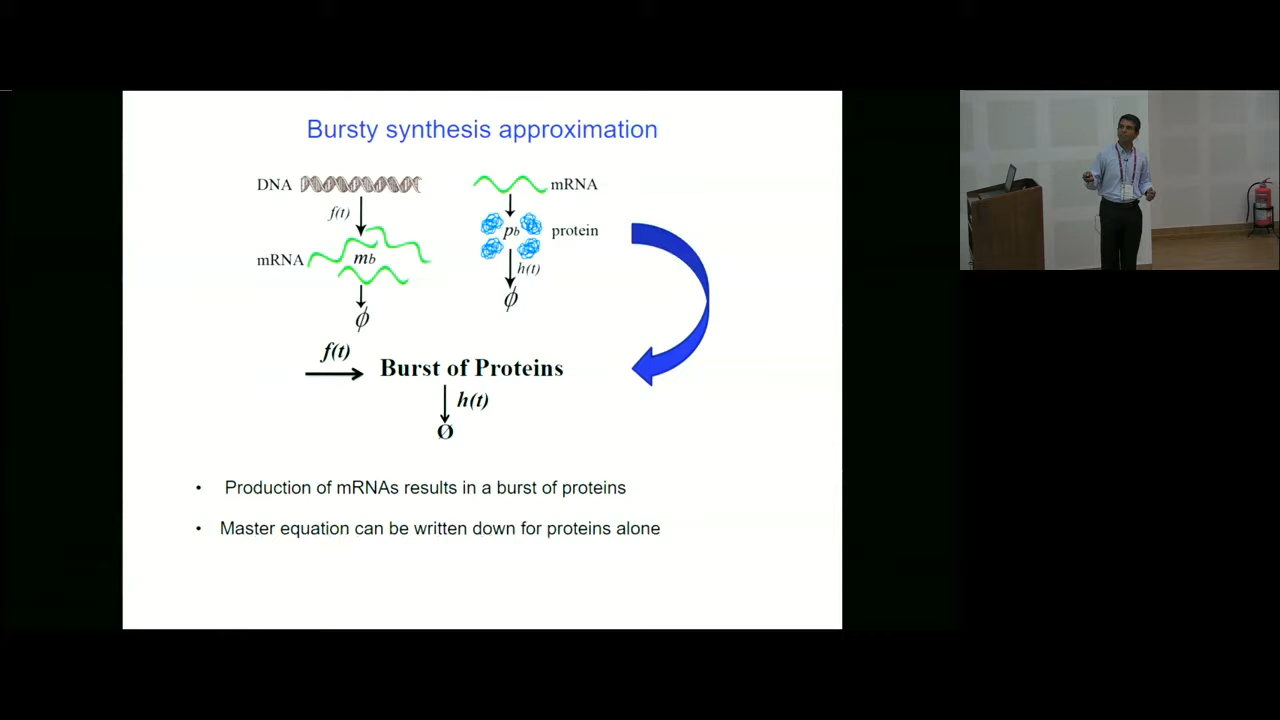 Bursty synthesis approximation
DNA
mRNA
f(t)
pb
protein
mRNA
mb
h(t)
ϕ
ϕ
f(t)
Burst of Proteins
h(t)
Ø
• Production of mRNAs results in a burst of proteins
• Master equation can be written down for proteins alone